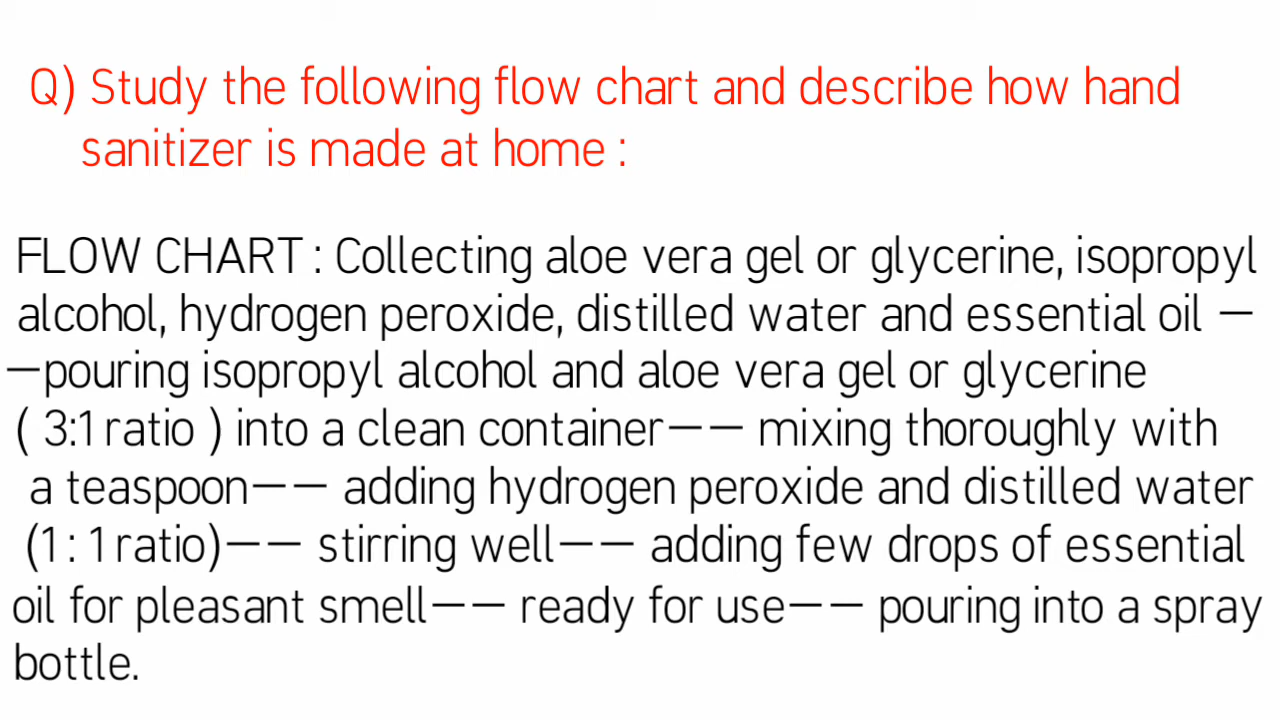 Q) Study the following flow chart and describe how hand
sanitizer is made at home :
FLOW CHART : Collecting aloe vera gel or glycerine, isopropyl
alcohol, hydrogen peroxide, distilled water and essential oil —
—pouring isopropyl alcohol and aloe vera gel or glycerine
( 3:1 ratio ) into a clean container—— mixing thoroughly with
a teaspoon—— adding hydrogen peroxide and distilled water
(1 : 1 ratio)—— stirring well—— adding few drops of essential
oil for pleasant smell—— ready for use—— pouring into a spray
bottle.